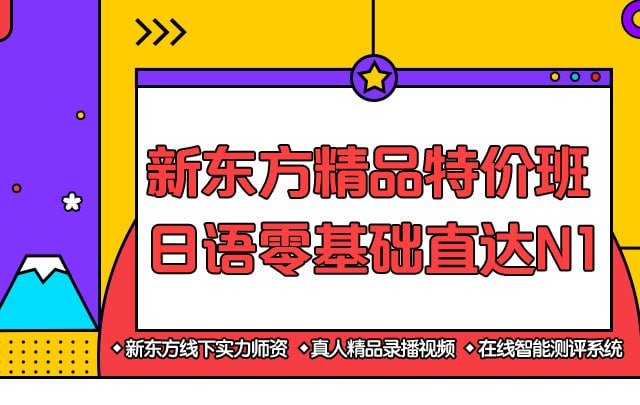 新东方精品特价班
日语零基础直达N1
新东方线下实力师资 真人精品录播视频 在线智能测评系统